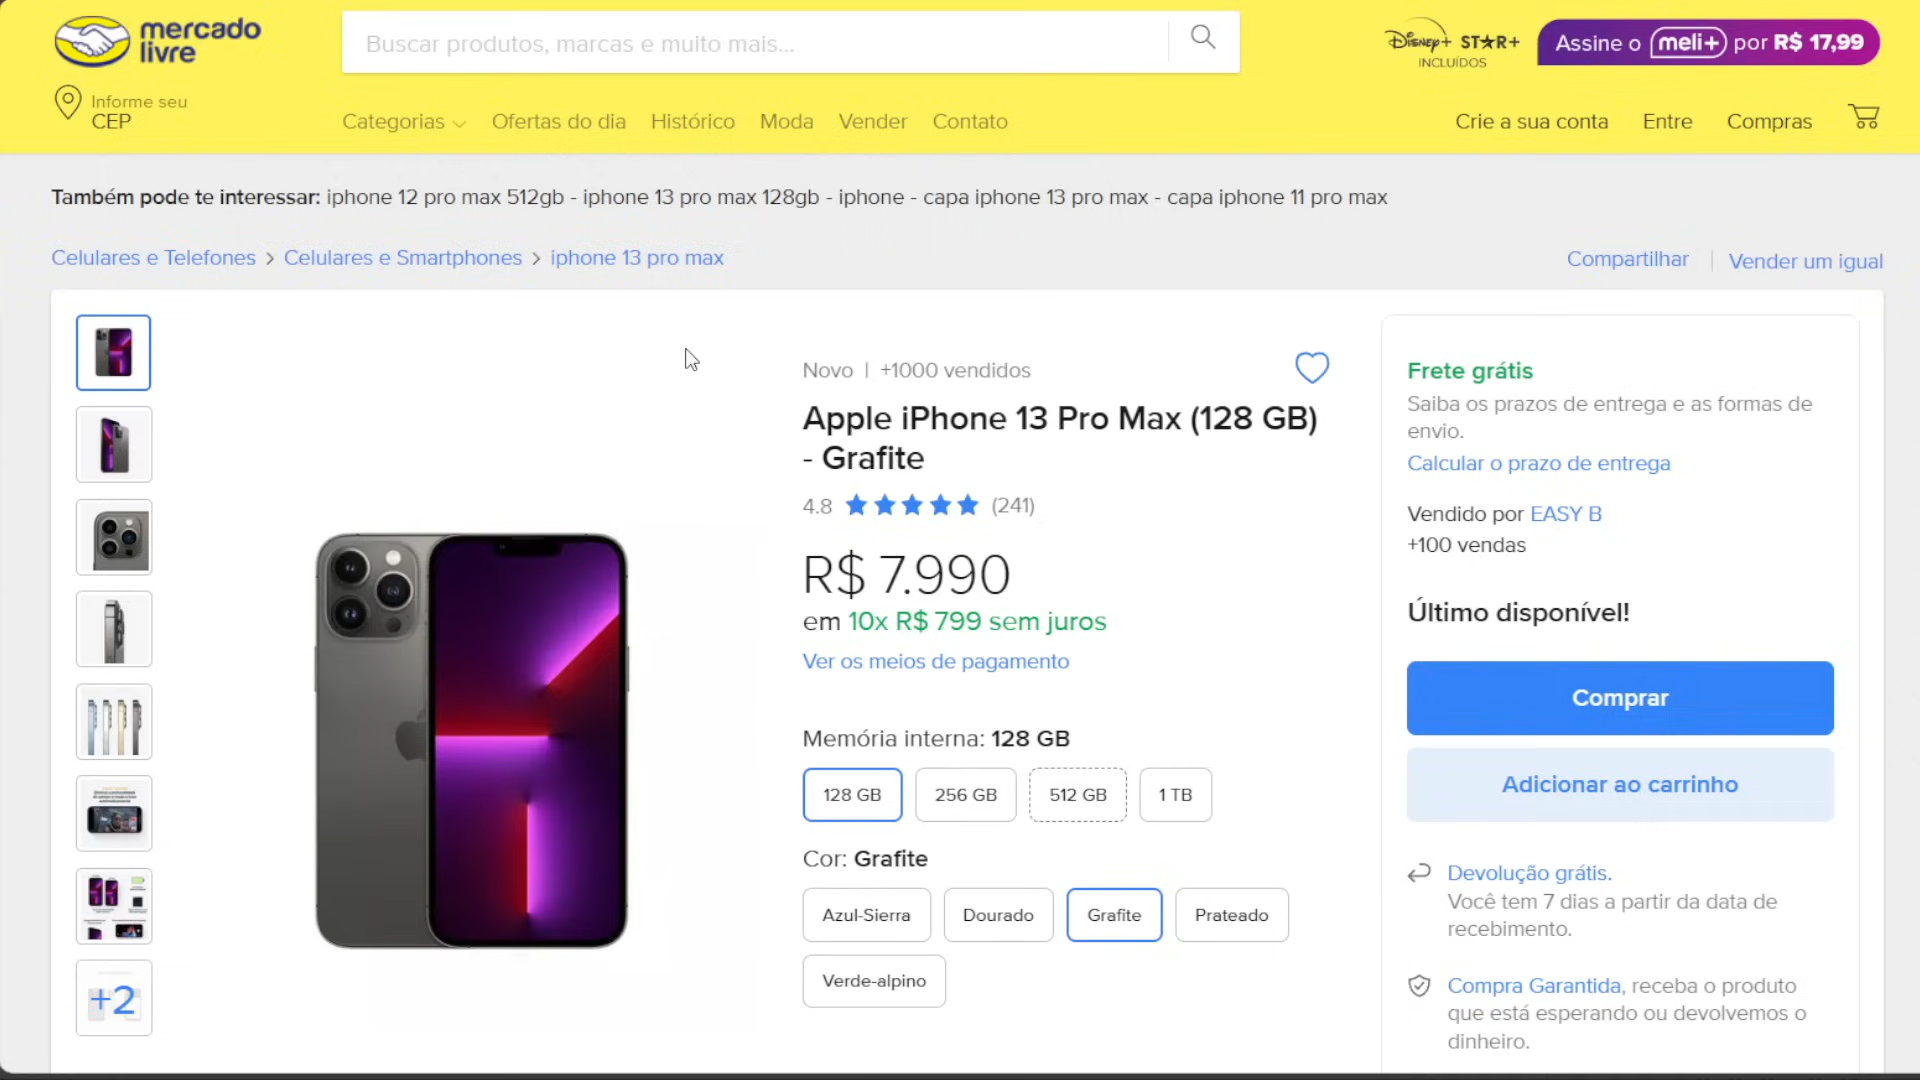 mercado
livre
Buscar produtos, marcas e muito mais...
Disney+ STAR+
INCLUÍDOS
Assine o meli+ por R$ 17,99
Informe seu
CEP
Categorias Ofertas do dia Histórico Moda Vender Contato
Crie a sua conta Entre Compras
Também pode te interessar: iphone 12 pro max 512gb - iphone 13 pro max 128gb - iphone - capa iphone 13 pro max - capa iphone 11 pro max
Celulares e Telefones > Celulares e Smartphones > iphone 13 pro max
Compartilhar | Vender um igual
+2
Novo | +1000 vendidos
Apple iPhone 13 Pro Max (128 GB)
- Grafite
4.8 (241)
R$ 7.990
em 10x R$ 799 sem juros
Ver os meios de pagamento
Memória interna: 128 GB
128 GB 256 GB 512 GB 1 TB
Cor: Grafite
Azul-Sierra Dourado Grafite Prateado
Verde-alpino
Frete grátis
Saiba os prazos de entrega e as formas de
envio.
Calcular o prazo de entrega
Vendido por EASY B
+100 vendas
Último disponível!
Comprar
Adicionar ao carrinho
Devolução grátis.
Você tem 7 dias a partir da data de
recebimento.
Compra Garantida, receba o produto
que está esperando ou devolvemos o
dinheiro.